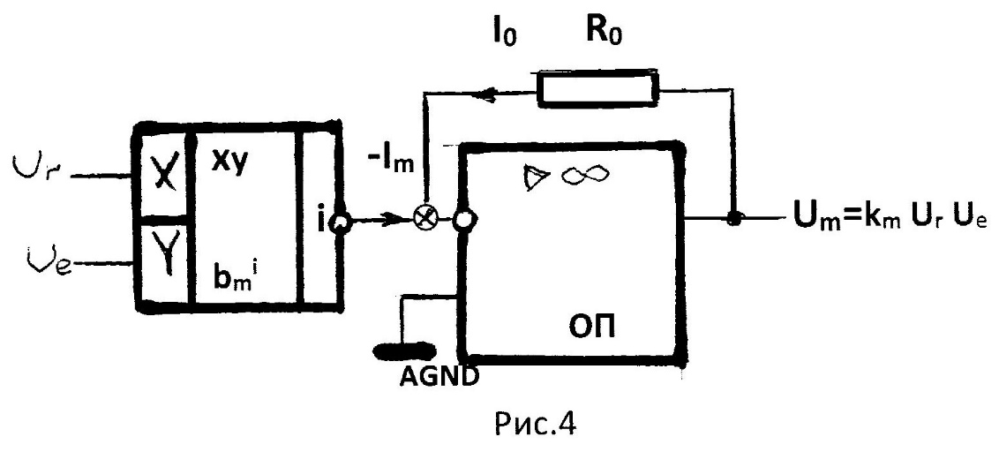 I₀ R₀
Uᵣ X xy
-Iₘ
▷ ∞
i
Uₘ=kₘ Uᵣ Uₑ
Uₑ Y bₘⁱ
ОП
AGND
Рис.4